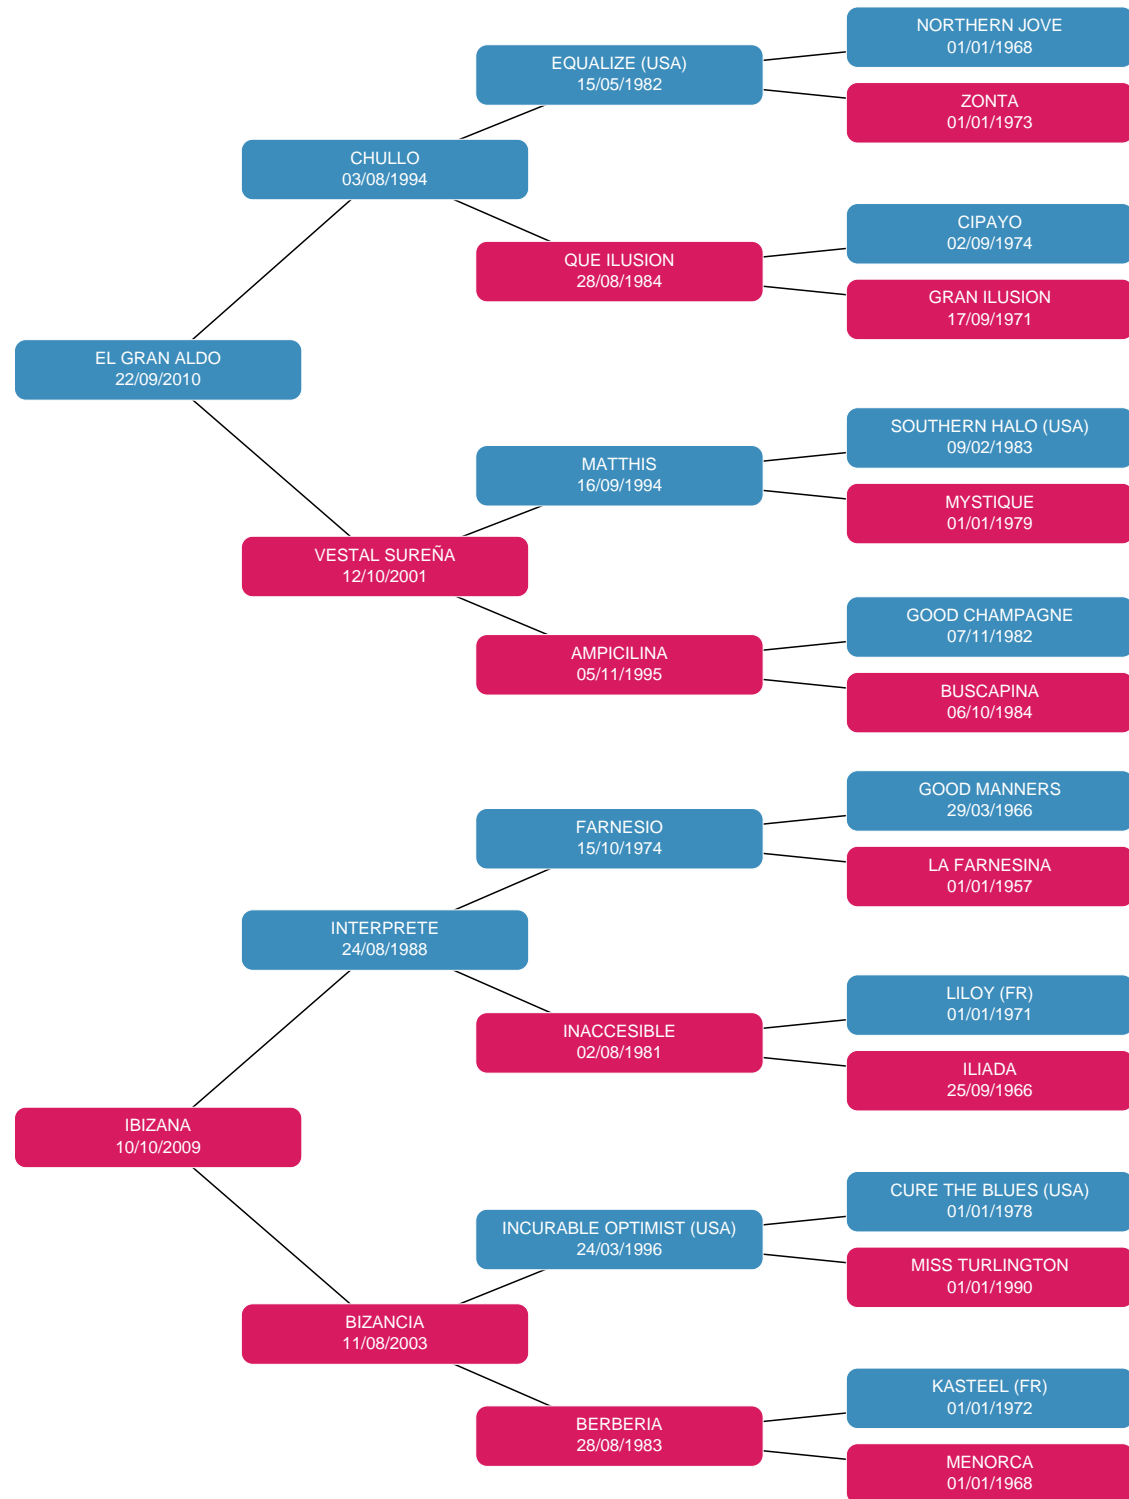 NORTHERN JOVE
01/01/1968
EQUALIZE (USA)
15/05/1982
ZONTA
01/01/1973
CHULLO
03/08/1994
CIPAYO
02/09/1974
QUE ILUSION
28/08/1984
GRAN ILUSION
17/09/1971
EL GRAN ALDO
22/09/2010
SOUTHERN HALO (USA)
09/02/1983
MATTHIS
16/09/1994
MYSTIQUE
01/01/1979
VESTAL SUREÑA
12/10/2001
GOOD CHAMPAGNE
07/11/1982
AMPICILINA
05/11/1995
BUSCAPINA
06/10/1984
GOOD MANNERS
29/03/1966
FARNESIO
15/10/1974
LA FARNESINA
01/01/1957
INTERPRETE
24/08/1988
LILOY (FR)
01/01/1971
INACCESIBLE
02/08/1981
ILIADA
25/09/1966
IBIZANA
10/10/2009
CURE THE BLUES (USA)
01/01/1978
INCURABLE OPTIMIST (USA)
24/03/1996
MISS TURLINGTON
01/01/1990
BIZANCIA
11/08/2003
KASTEEL (FR)
01/01/1972
BERBERIA
28/08/1983
MENORCA
01/01/1968